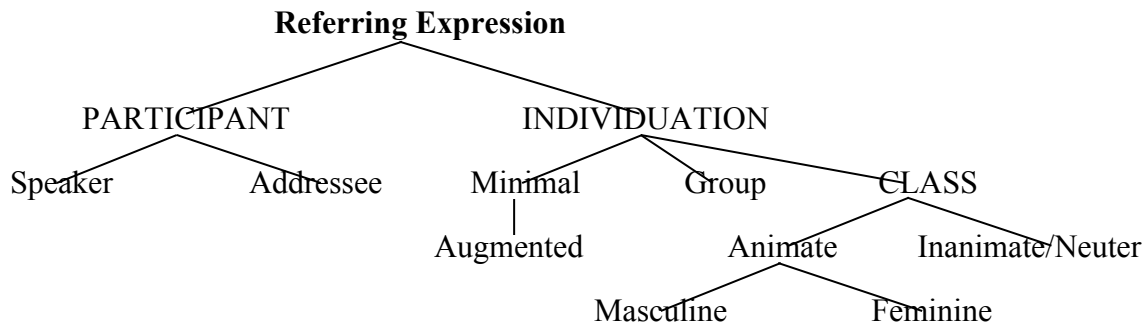 Referring Expression
PARTICIPANT INDIVIDUATION
Speaker Addressee Minimal Group CLASS
Augmented Animate Inanimate/Neuter
Masculine Feminine